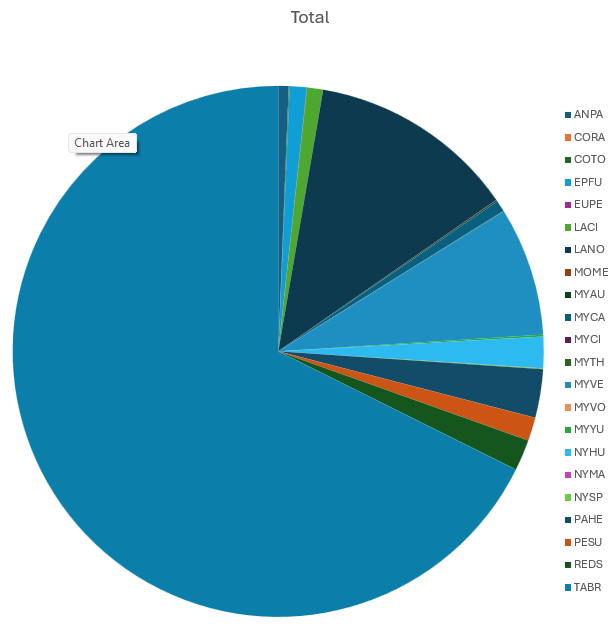 Total
Chart Area
ANPA
CORA
COTO
EPFU
EUPE
LACI
LANO
MOME
MYAU
MYCA
MYCI
MYTH
MYVE
MYVO
MYYU
NYHU
NYMA
NYSP
PAHE
PESU
REDS
TABR